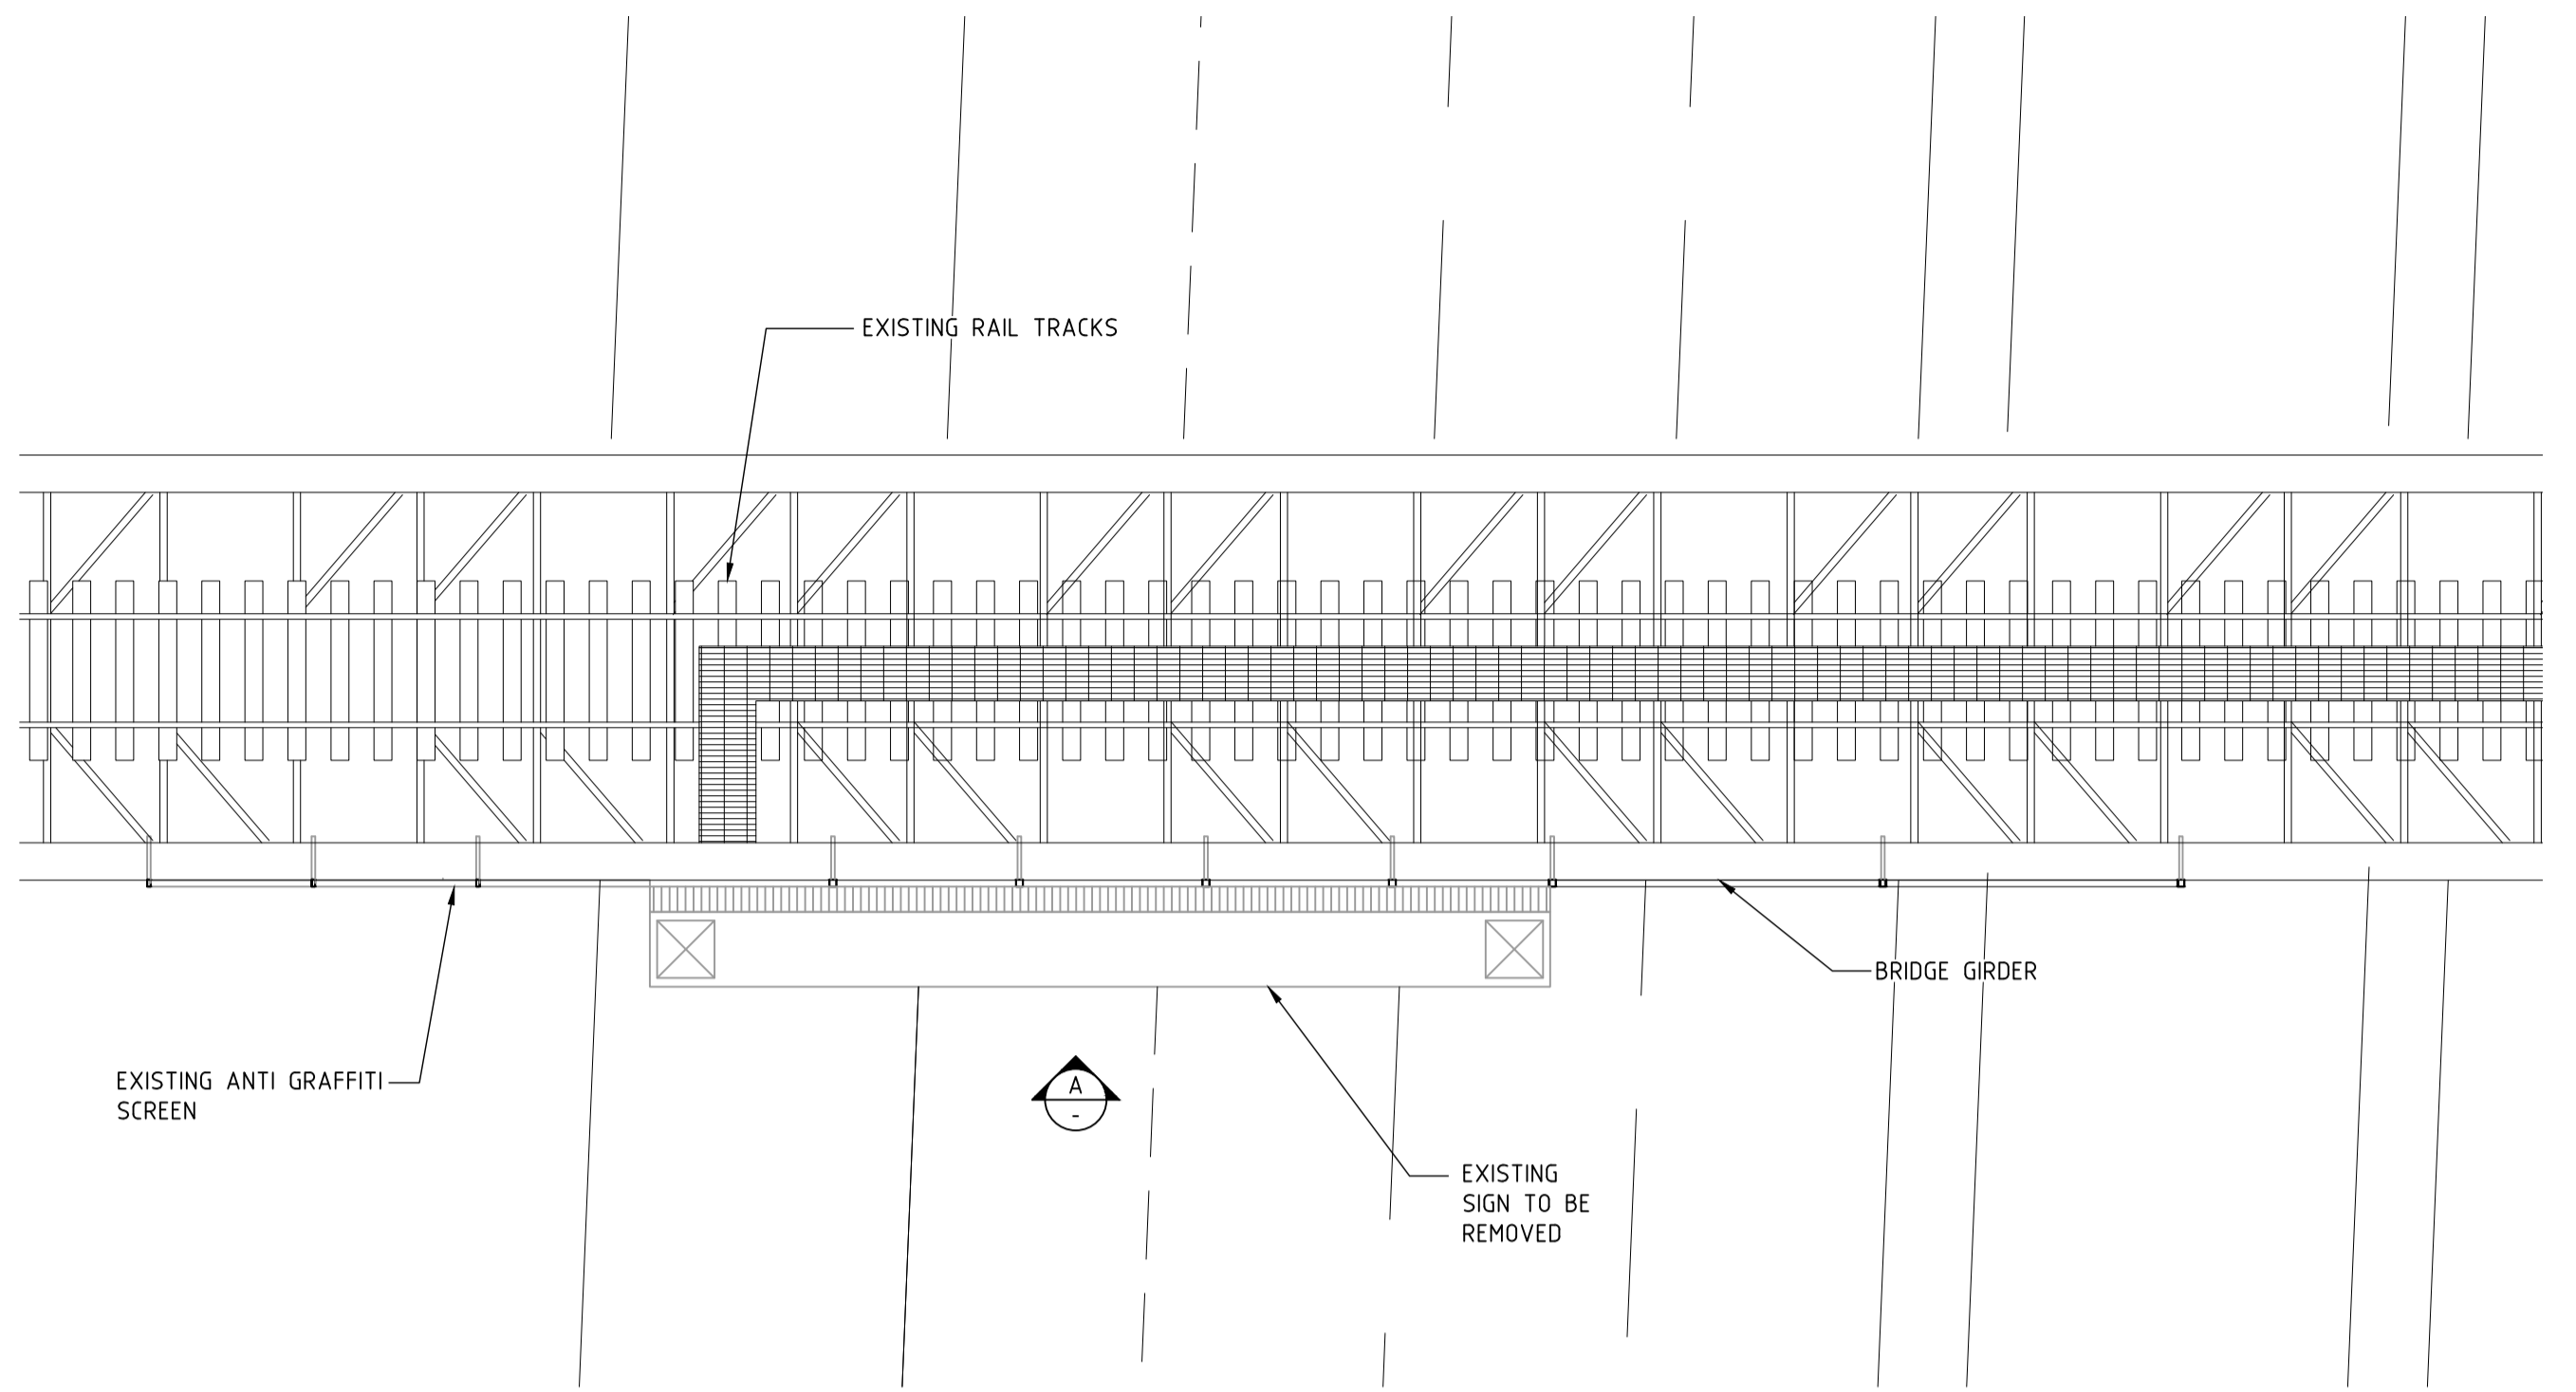 EXISTING RAIL TRACKS
BRIDGE GIRDER
EXISTING ANTI GRAFFITI
SCREEN
A
-
EXISTING
SIGN TO BE
REMOVED